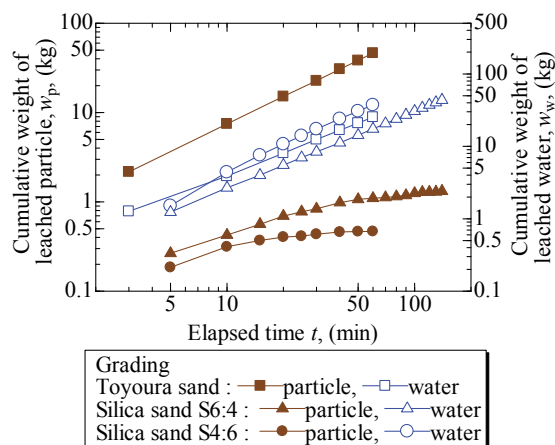 Cumulative weight of
leached particle, wp, (kg)
100
50
10
5
1
0.5
0.1
500
100
50
10
5
1
0.5
0.1
Cumulative weight of
leached water, ww, (kg)
5 10 50 100
Elapsed time t, (min)
Grading
Toyoura sand : particle, water
Silica sand S6:4 : particle, water
Silica sand S4:6 : particle, water